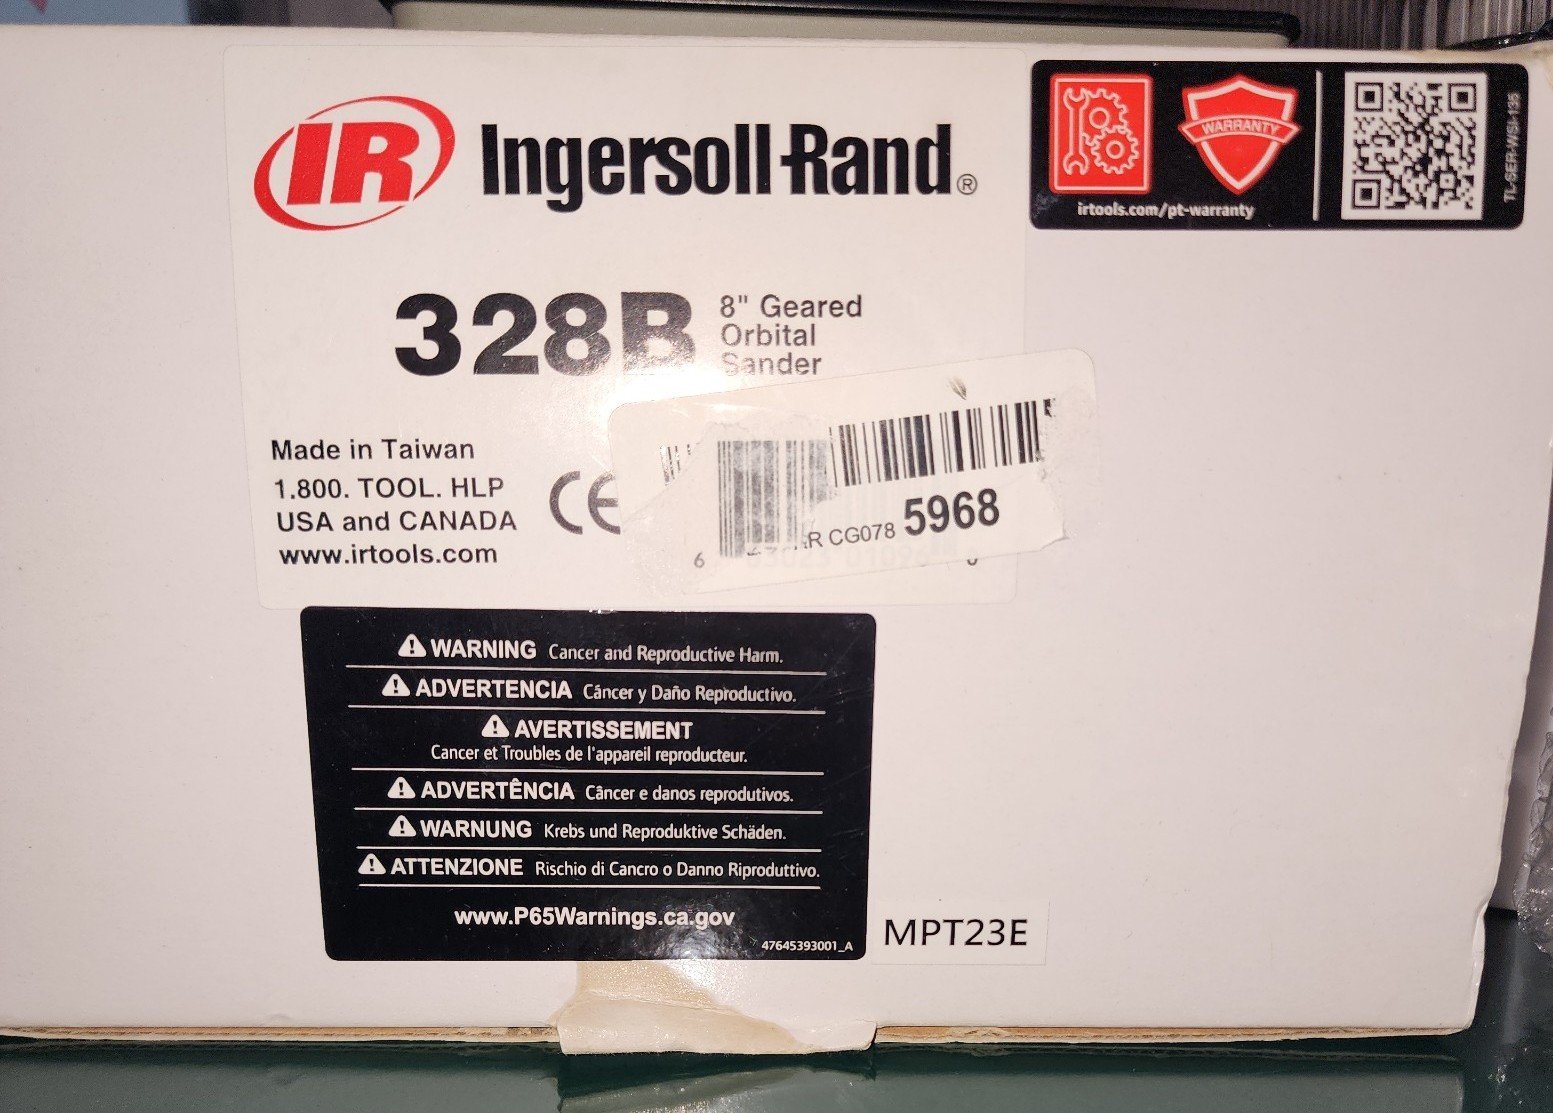 IR Ingersoll-Rand®
WARRANTY
irtools.com/pt-warranty
TL-SER-WSI-135
328B
8" Geared
Orbital
Sander
Made in Taiwan
1.800. TOOL. HLP
USA and CANADA
www.irtools.com
CE
CG078 5968
6
⚠ WARNING Cancer and Reproductive Harm.
⚠ ADVERTENCIA Cáncer y Daño Reproductivo.
⚠ AVERTISSEMENT
Cancer et Troubles de l'appareil reproducteur.
⚠ ADVERTÊNCIA Câncer e danos reprodutivos.
⚠ WARNUNG Krebs und Reproduktive Schäden.
⚠ ATTENZIONE Rischio di Cancro o Danno Riproduttivo.
www.P65Warnings.ca.gov
47645393001_A
MPT23E